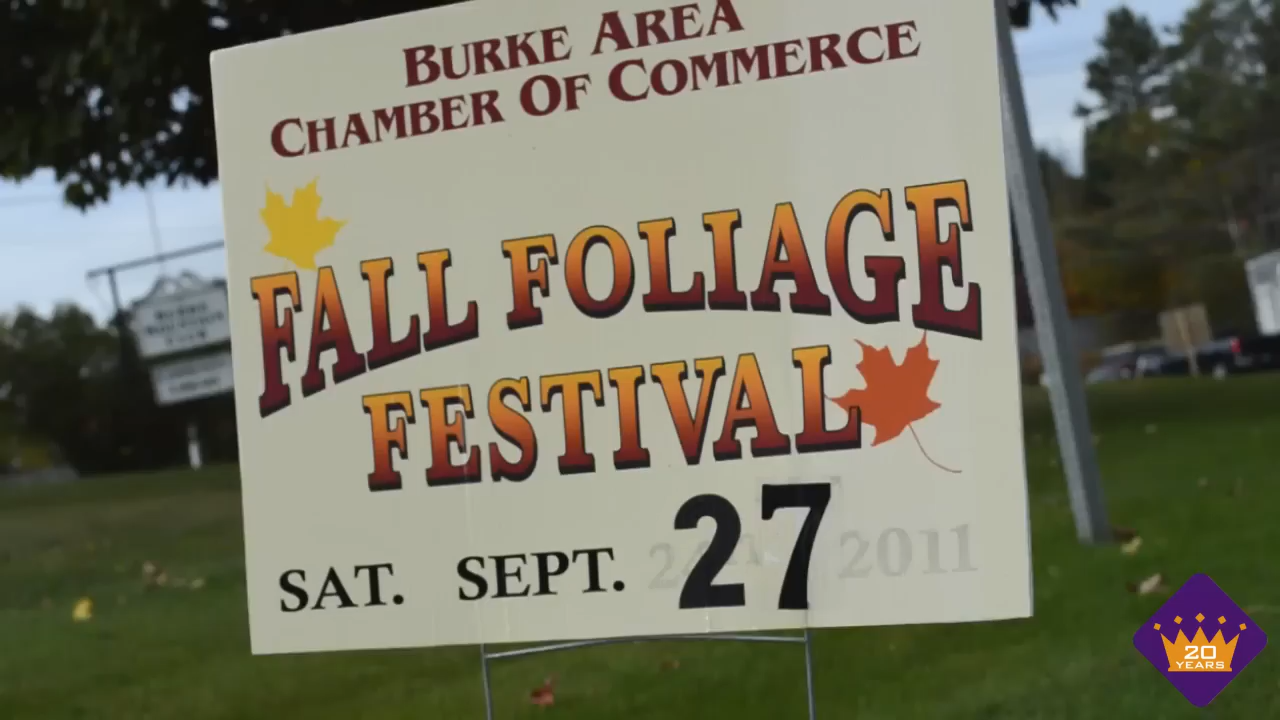 BURKE AREA
CHAMBER OF COMMERCE
FALL FOLIAGE
FESTIVAL
SAT. SEPT. 27 2011
20
YEARS